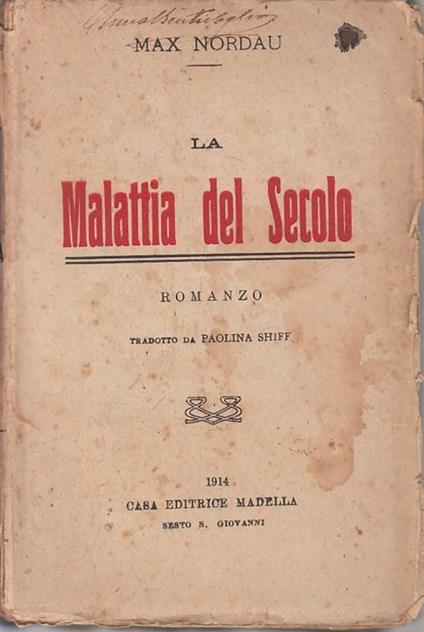 MAX NORDAU
LA
Malattia del Secolo
ROMANZO
TRADOTTO DA PAOLINA SHIFF
1914
CASA EDITRICE MADELLA
SESTO S. GIOVANNI